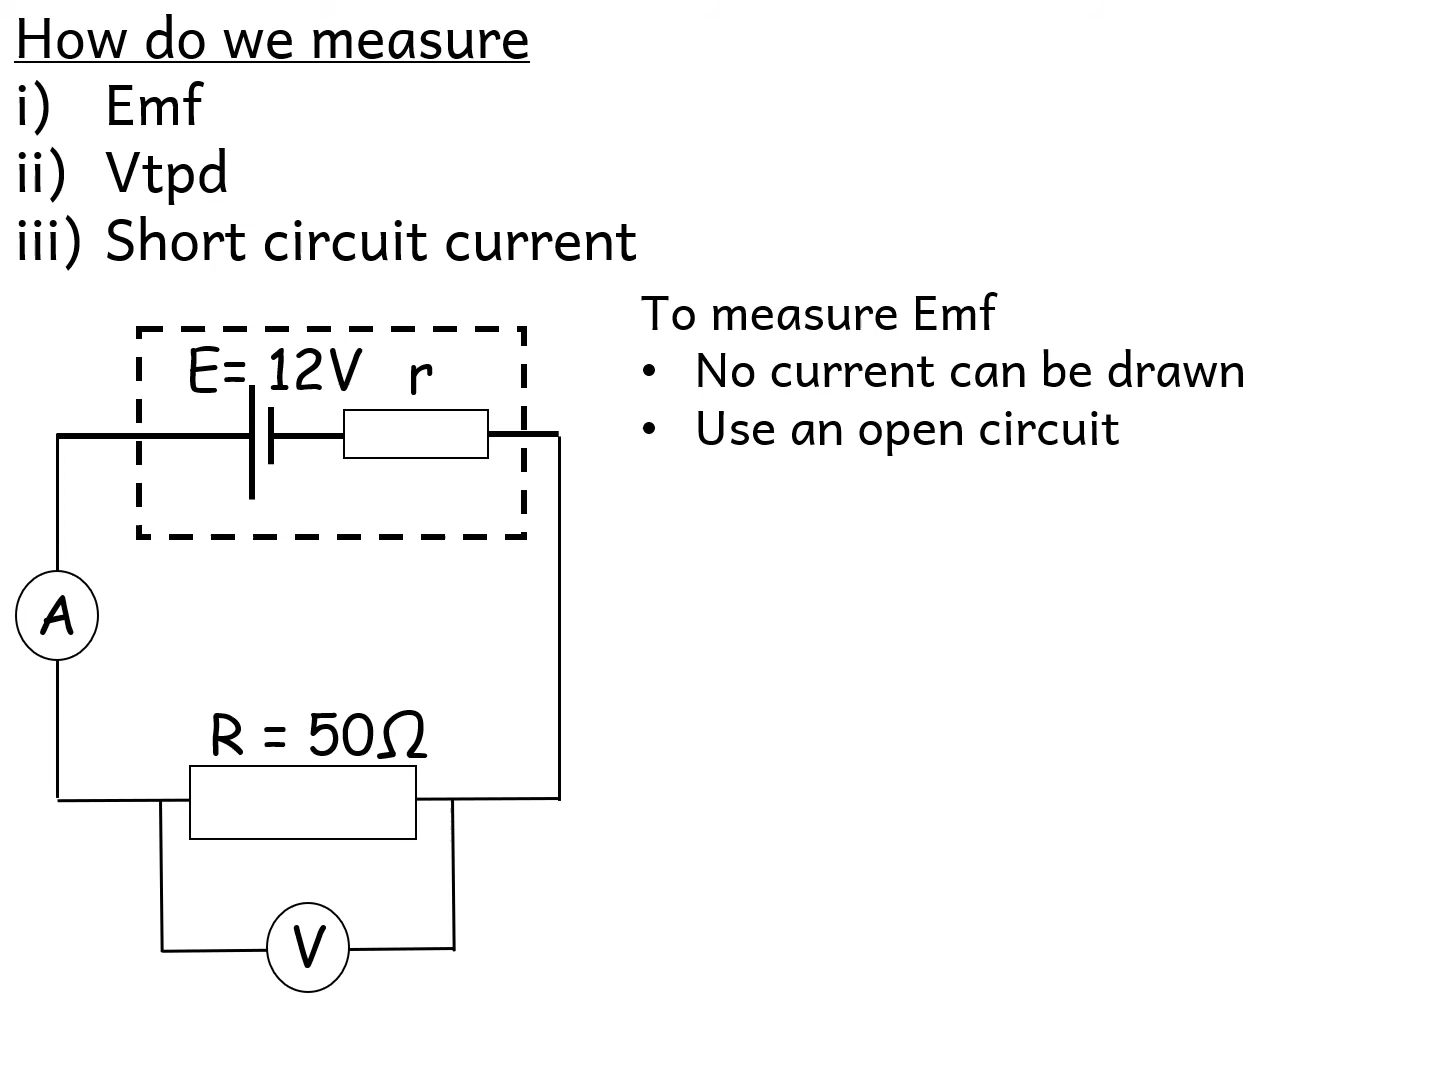 How do we measure
i) Emf
ii) Vtpd
iii) Short circuit current
To measure Emf
• No current can be drawn
• Use an open circuit
E= 12V r
A
R = 50Ω
V